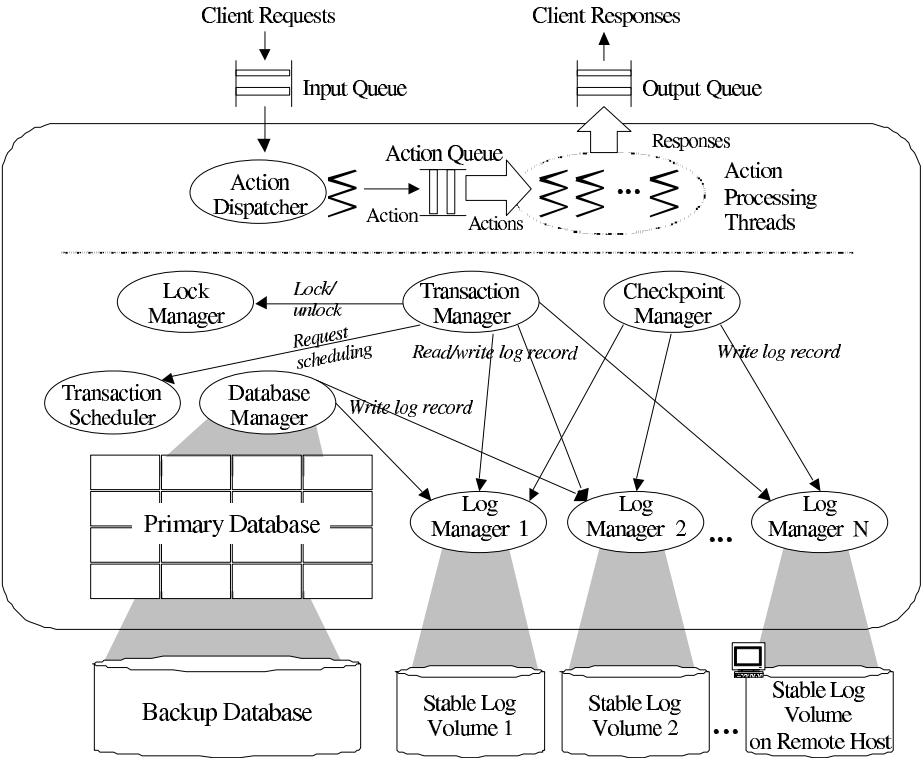 Client Requests
Client Responses
Input Queue
Output Queue
Responses
Action Queue
Action
Dispatcher
Action
Actions
Action
Processing
Threads
Lock
Manager
Lock/
unlock
Transaction
Manager
Checkpoint
Manager
Request
scheduling
Read/write log record
Write log record
Transaction
Scheduler
Database
Manager
Write log record
Primary Database
Log
Manager 1
Log
Manager 2
...
Log
Manager N
Backup Database
Stable Log
Volume 1
Stable Log
Volume 2
...
Stable Log
Volume
on Remote Host